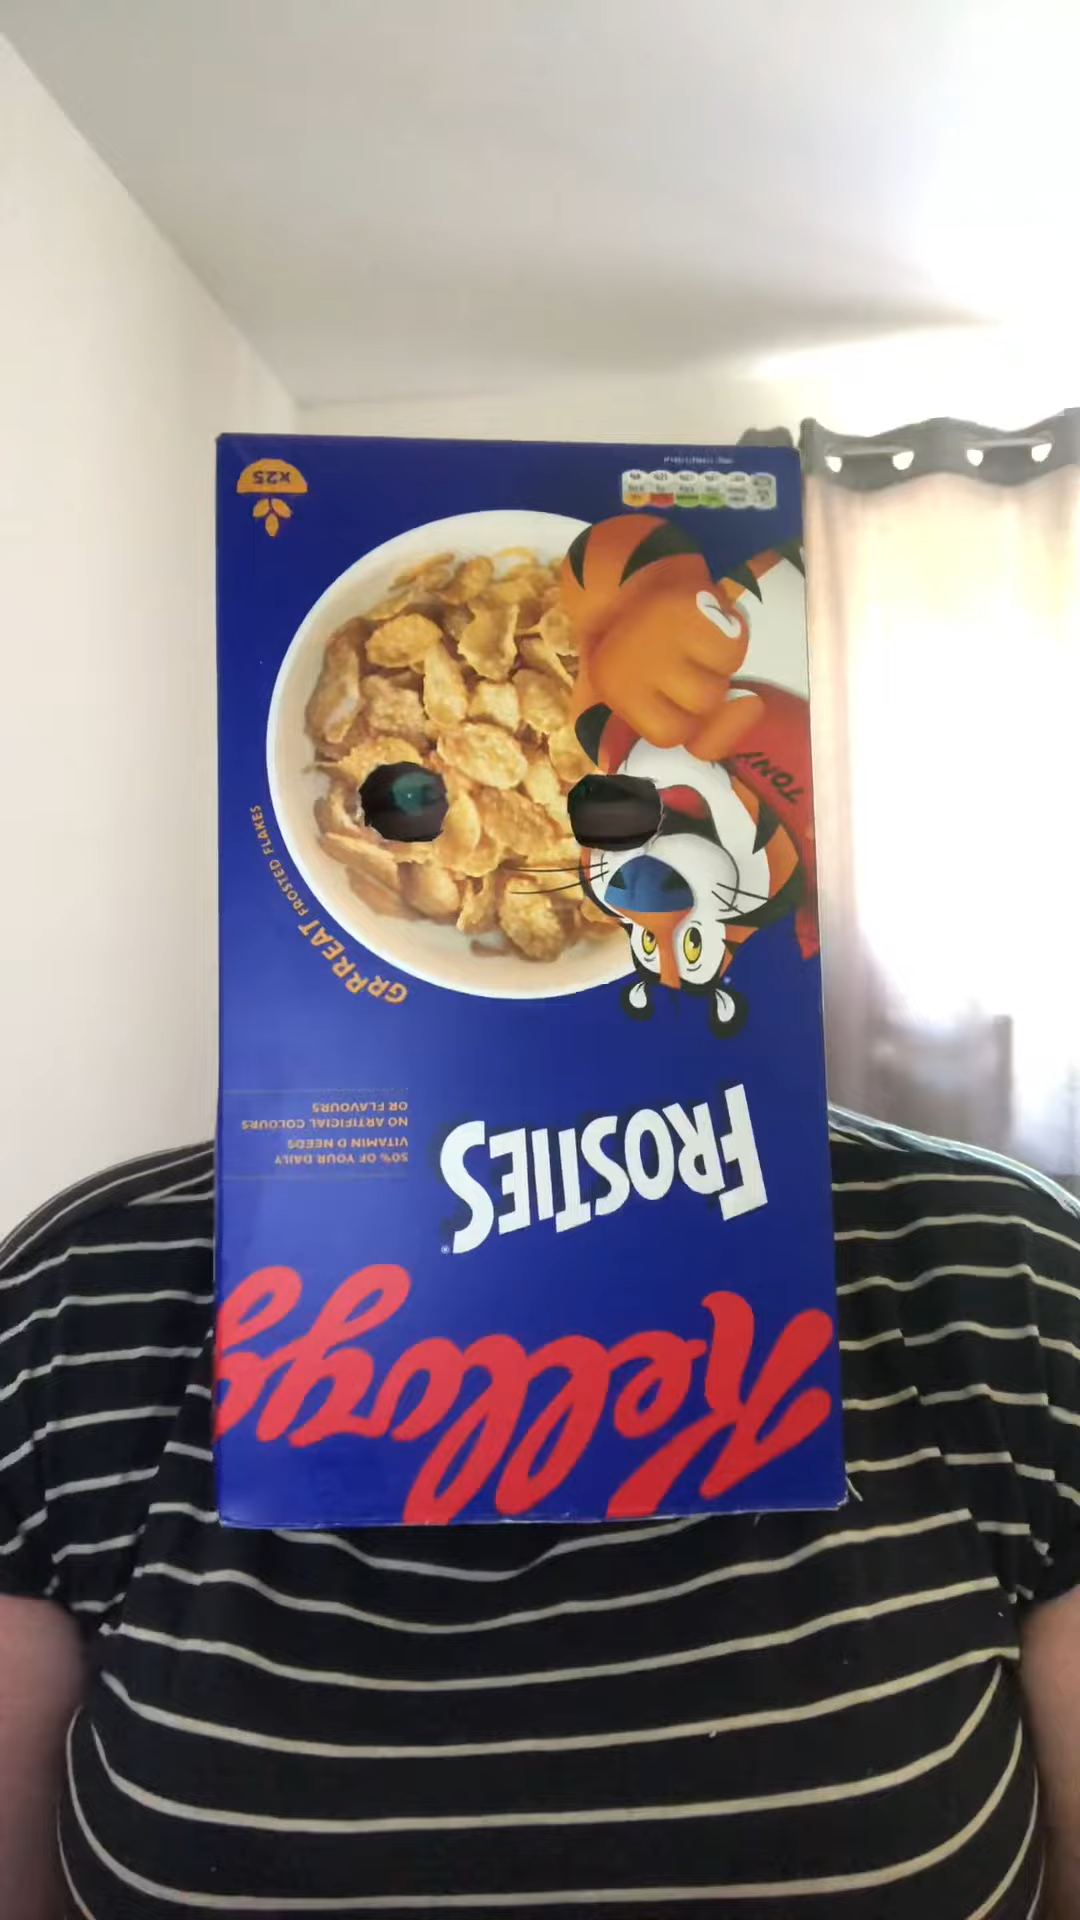 Kellogg
FROSTIES
50% OF YOUR DAILY
VITAMIN D NEEDS
NO ARTIFICIAL COLOURS
OR FLAVOURS
GRRREAT FROSTED FLAKES
TONY
x25